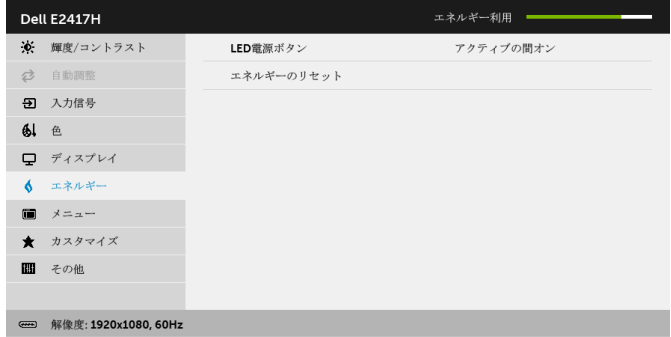 Dell E2417H
エネルギー利用
輝度/コントラスト
LED電源ボタン
アクティブの間オン
自動調整
エネルギーのリセット
入力信号
色
ディスプレイ
エネルギー
メニュー
カスタマイズ
その他
解像度: 1920x1080, 60Hz